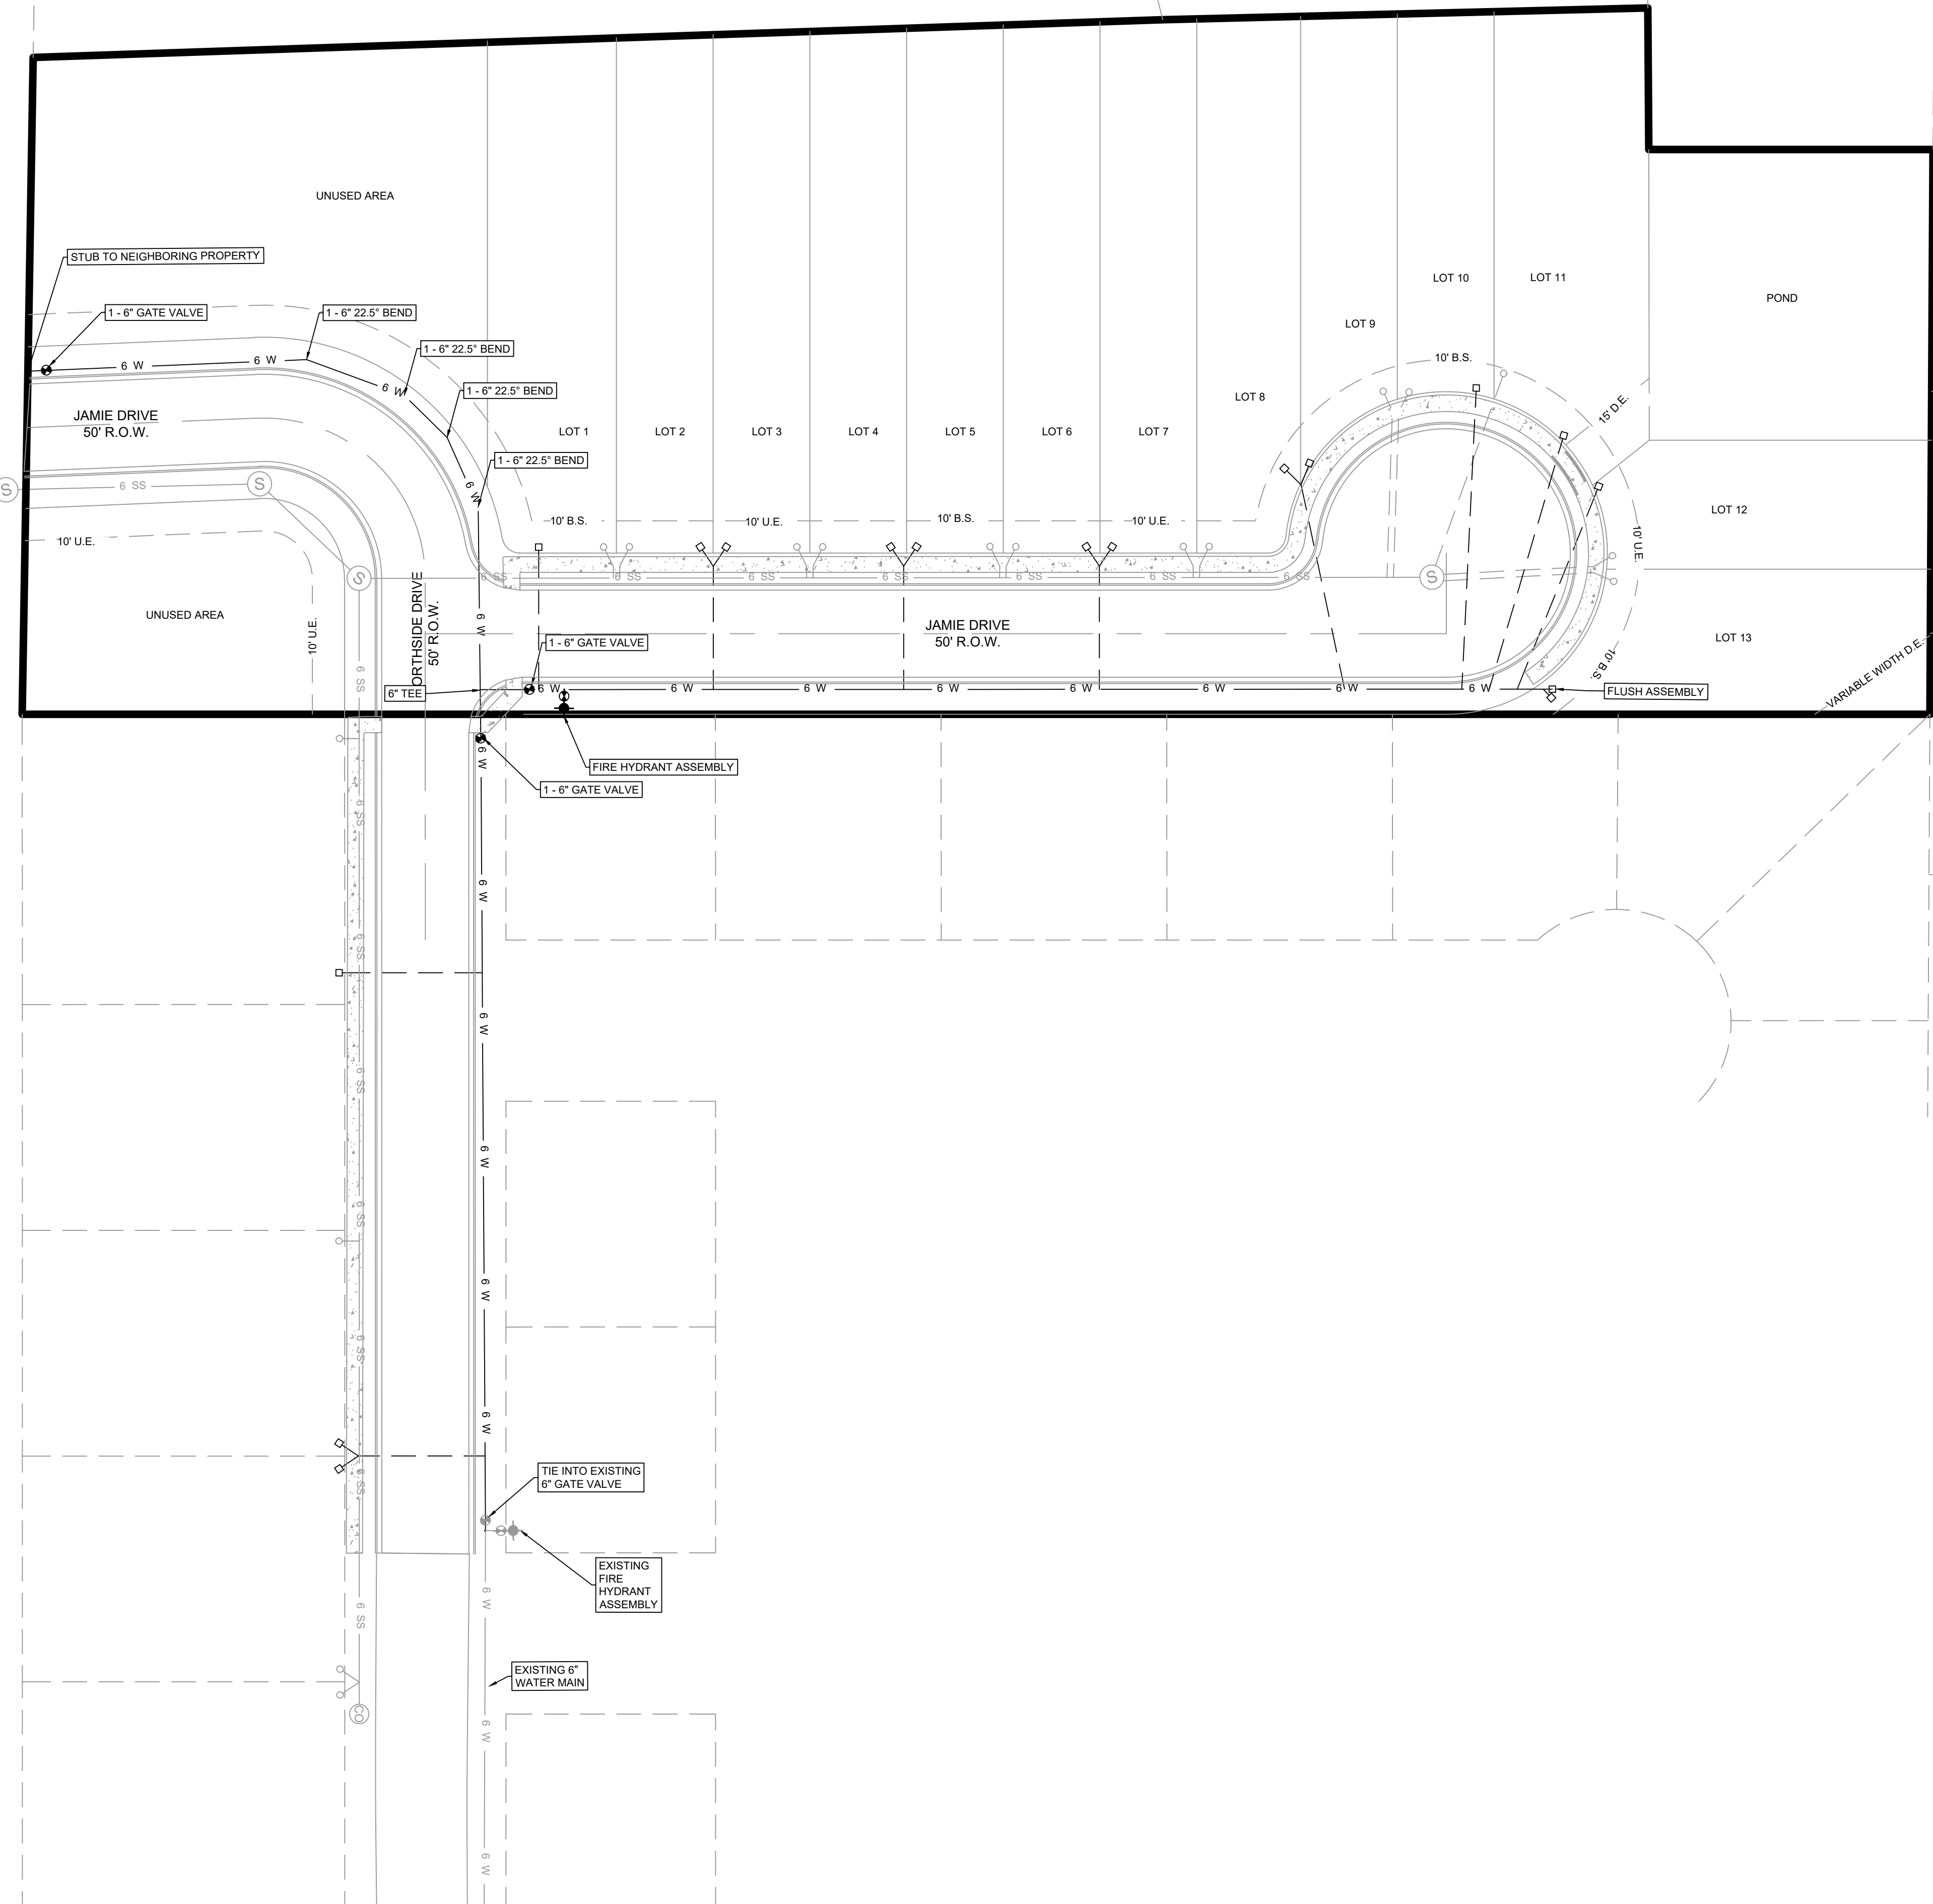 UNUSED AREA
STUB TO NEIGHBORING PROPERTY
LOT 10
LOT 11
POND
1 - 6" GATE VALVE
1 - 6" 22.5° BEND
LOT 9
1 - 6" 22.5° BEND
10' B.S.
6 W
6 W
6 W
1 - 6" 22.5° BEND
LOT 8
15' D.E.
JAMIE DRIVE
50' R.O.W.
LOT 1
LOT 2
LOT 3
LOT 4
LOT 5
LOT 6
LOT 7
1 - 6" 22.5° BEND
S
6 SS
S
6 W
LOT 12
10' B.S.
10' U.E.
10' B.S.
10' U.E.
10' U.E.
10' U.E.
S
6 SS
6 SS
6 SS
6 SS
6 SS
6 SS
6 SS
S
UNUSED AREA
10' U.E.
ORTHSIDE DRIVE
50' R.O.W.
6 W
JAMIE DRIVE
50' R.O.W.
LOT 13
1 - 6" GATE VALVE
10' B.S.
VARIABLE WIDTH D.E.
6 SS
6" TEE
6 W
6 W
6 W
6 W
6 W
6 W
6 W
6 W
FLUSH ASSEMBLY
6 W
FIRE HYDRANT ASSEMBLY
1 - 6" GATE VALVE
6 SS
6 W
6 SS
6 W
6 SS
6 W
6 SS
6 W
6 SS
6 W
6 SS
TIE INTO EXISTING
6" GATE VALVE
EXISTING
FIRE
HYDRANT
ASSEMBLY
6 W
6 SS
EXISTING 6"
WATER MAIN
CO
6 W
6 W